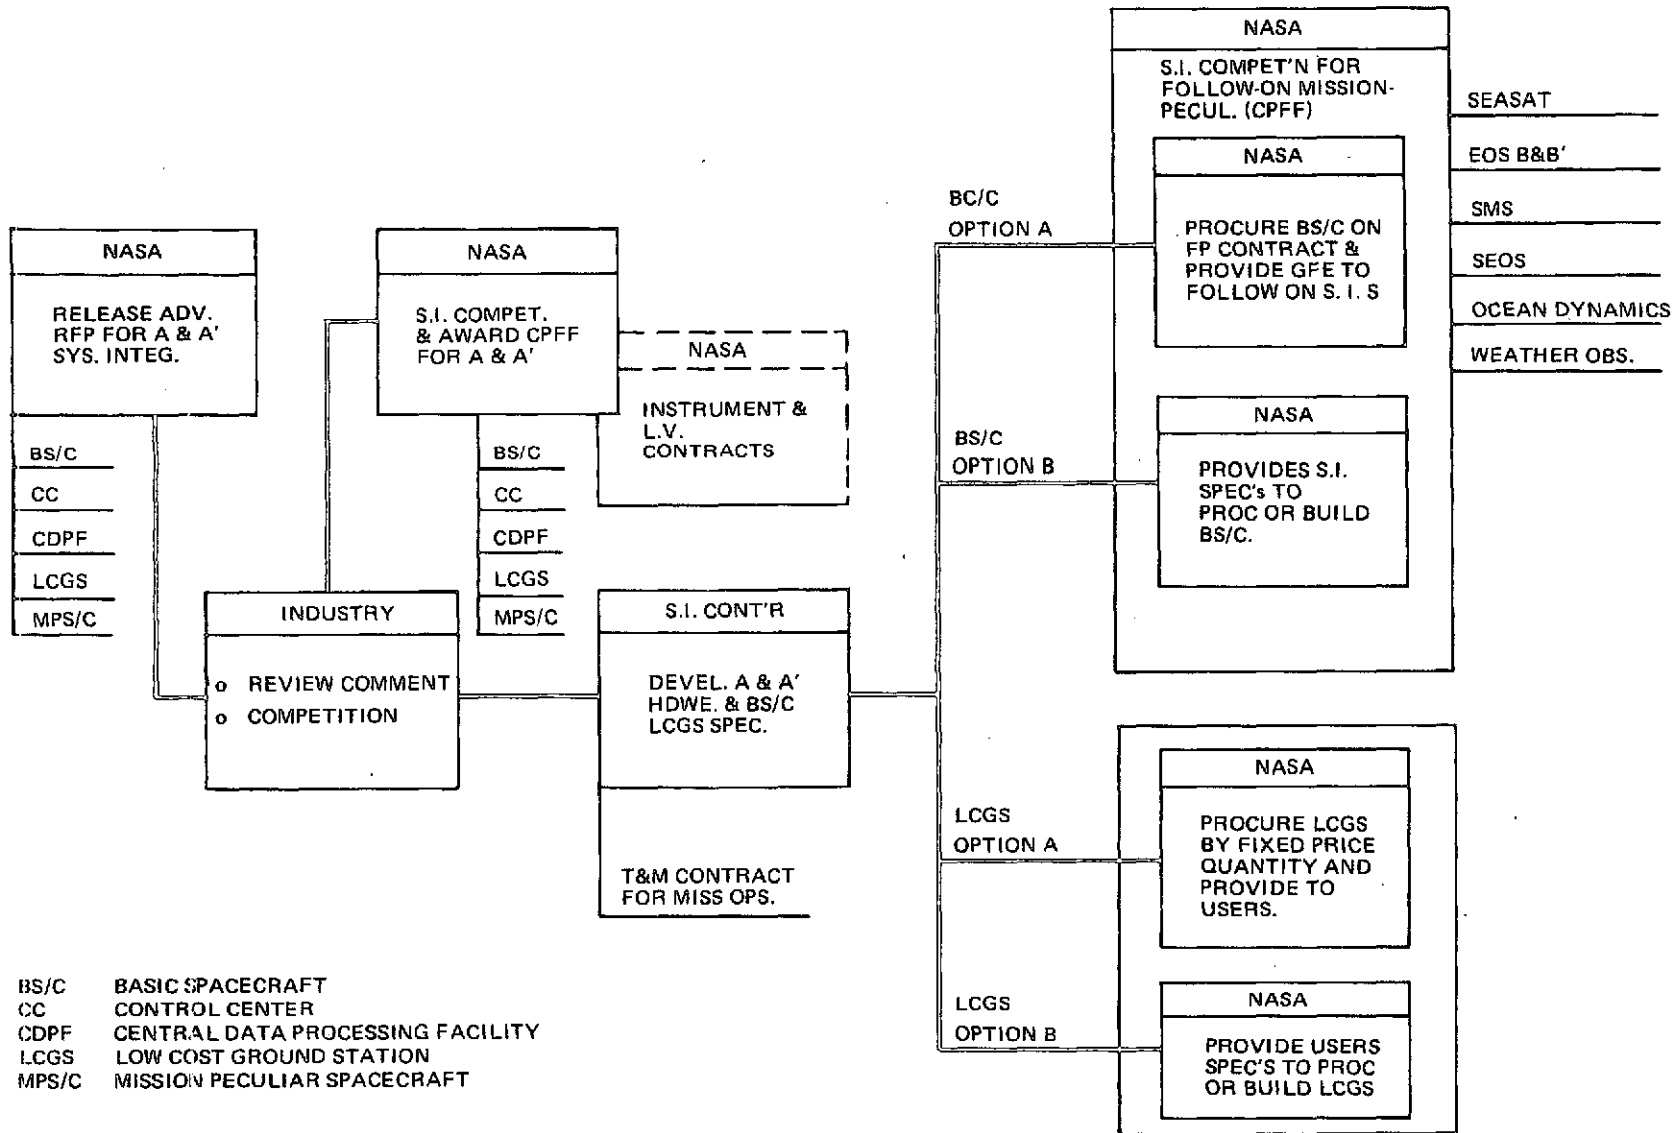 NASA
RELEASE ADV.
RFP FOR A & A'
SYS. INTEG.
BS/C
CC
CDPF
LCGS
MPS/C
INDUSTRY
o REVIEW COMMENT
o COMPETITION
NASA
S.I. COMPET.
& AWARD CPFF
FOR A & A'
BS/C
CC
CDPF
LCGS
MPS/C
NASA
INSTRUMENT &
L.V.
CONTRACTS
S.I. CONT'R
DEVEL. A & A'
HDWE. & BS/C
LCGS SPEC.
T&M CONTRACT
FOR MISS OPS.
BC/C
OPTION A
BS/C
OPTION B
LCGS
OPTION A
LCGS
OPTION B
NASA
S.I. COMPET'N FOR
FOLLOW-ON MISSION-
PECUL. (CPFF)
NASA
PROCURE BS/C ON
FP CONTRACT &
PROVIDE GFE TO
FOLLOW ON S. I. S
NASA
PROVIDES S.I.
SPEC's TO
PROC OR BUILD
BS/C.
SEASAT
EOS B&B'
SMS
SEOS
OCEAN DYNAMICS
WEATHER OBS.
NASA
PROCURE LCGS
BY FIXED PRICE
QUANTITY AND
PROVIDE TO
USERS.
NASA
PROVIDE USERS
SPEC'S TO PROC
OR BUILD LCGS
BS/C BASIC SPACECRAFT
CC CONTROL CENTER
CDPF CENTRAL DATA PROCESSING FACILITY
LCGS LOW COST GROUND STATION
MPS/C MISSION PECULIAR SPACECRAFT